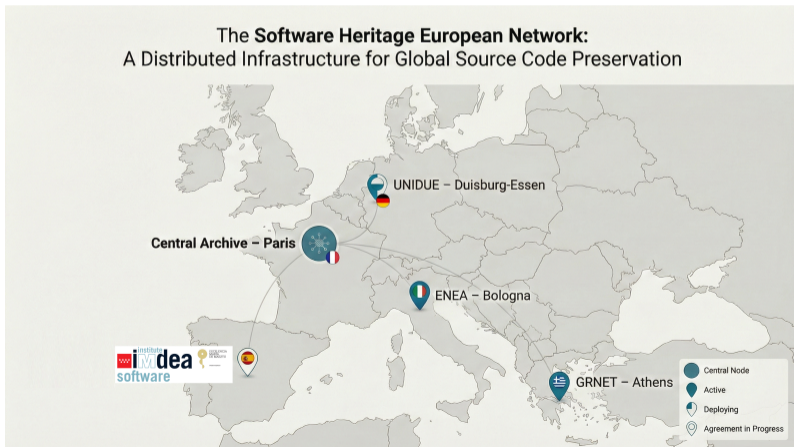 The Software Heritage European Network:
A Distributed Infrastructure for Global Source Code Preservation
UNIDUE – Duisburg-Essen
Central Archive – Paris
ENEA – Bologna
institute
iMdea
software
GRNET – Athens
Central Node
Active
Deploying
Agreement in Progress